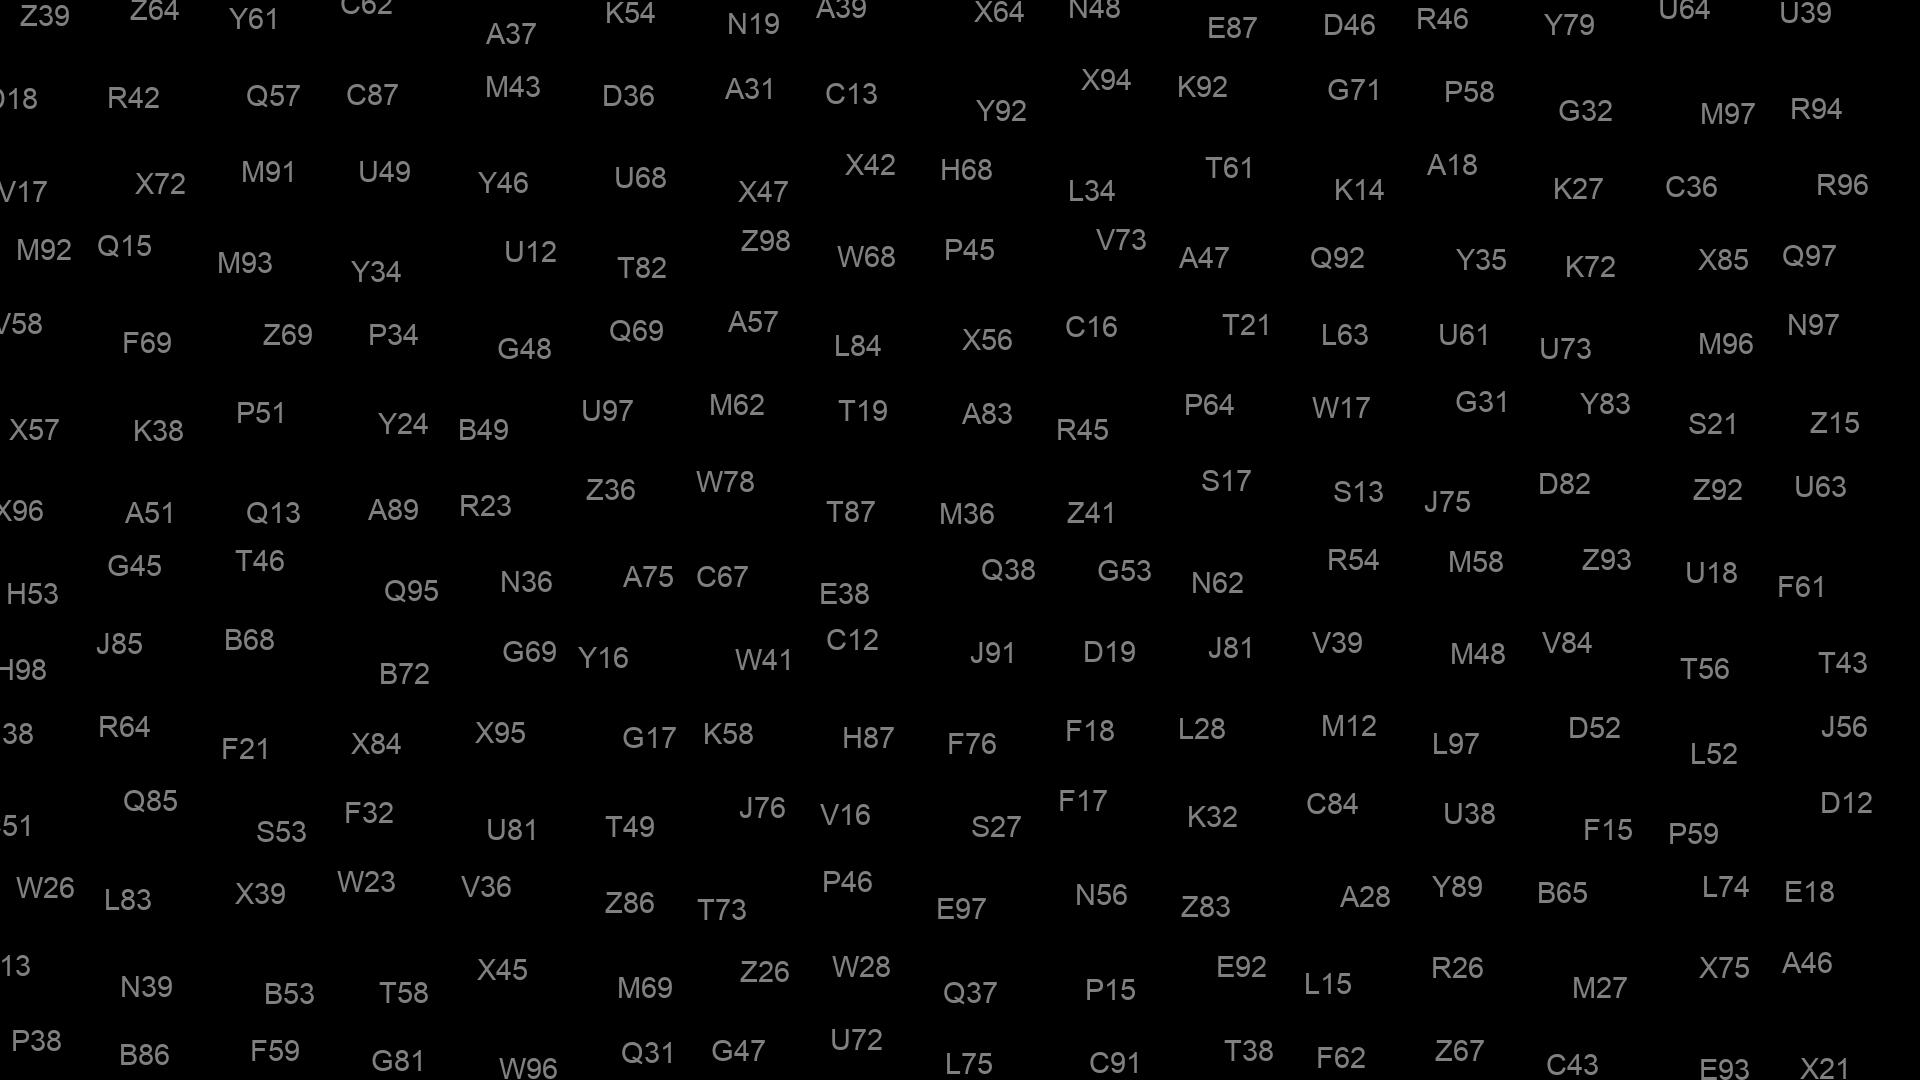 Z39 Z64 Y61 C62 A37 K54 N19 A39 X64 N48 E87 D46 R46 Y79 U64 U39
R42 Q57 C87 M43 D36 A31 C13 Y92 X94 K92 G71 P58 G32 M97 R94
V17 X72 M91 U49 Y46 U68 X47 X42 H68 L34 T61 K14 A18 K27 C36 R96
M92 Q15 M93 Y34 U12 T82 Z98 W68 P45 V73 A47 Q92 Y35 K72 X85 Q97
V58 F69 Z69 P34 G48 Q69 A57 L84 X56 C16 T21 L63 U61 U73 M96 N97
X57 K38 P51 Y24 B49 U97 M62 T19 A83 R45 P64 W17 G31 Y83 S21 Z15
X96 A51 Q13 A89 R23 Z36 W78 T87 M36 Z41 S17 S13 J75 D82 Z92 U63
H53 G45 T46 Q95 N36 A75 C67 E38 Q38 G53 N62 R54 M58 Z93 U18 F61
H98 J85 B68 B72 G69 Y16 W41 C12 J91 D19 J81 V39 M48 V84 T56 T43
38 R64 F21 X84 X95 G17 K58 H87 F76 F18 L28 M12 L97 D52 L52 J56
51 Q85 S53 F32 U81 T49 J76 V16 S27 F17 K32 C84 U38 F15 P59 D12
W26 L83 X39 W23 V36 Z86 T73 P46 E97 N56 Z83 A28 Y89 B65 L74 E18
13 N39 B53 T58 X45 M69 Z26 W28 Q37 P15 E92 L15 R26 M27 X75 A46
P38 B86 F59 G81 W96 Q31 G47 U72 L75 C91 T38 F62 Z67 C43 E93 X21